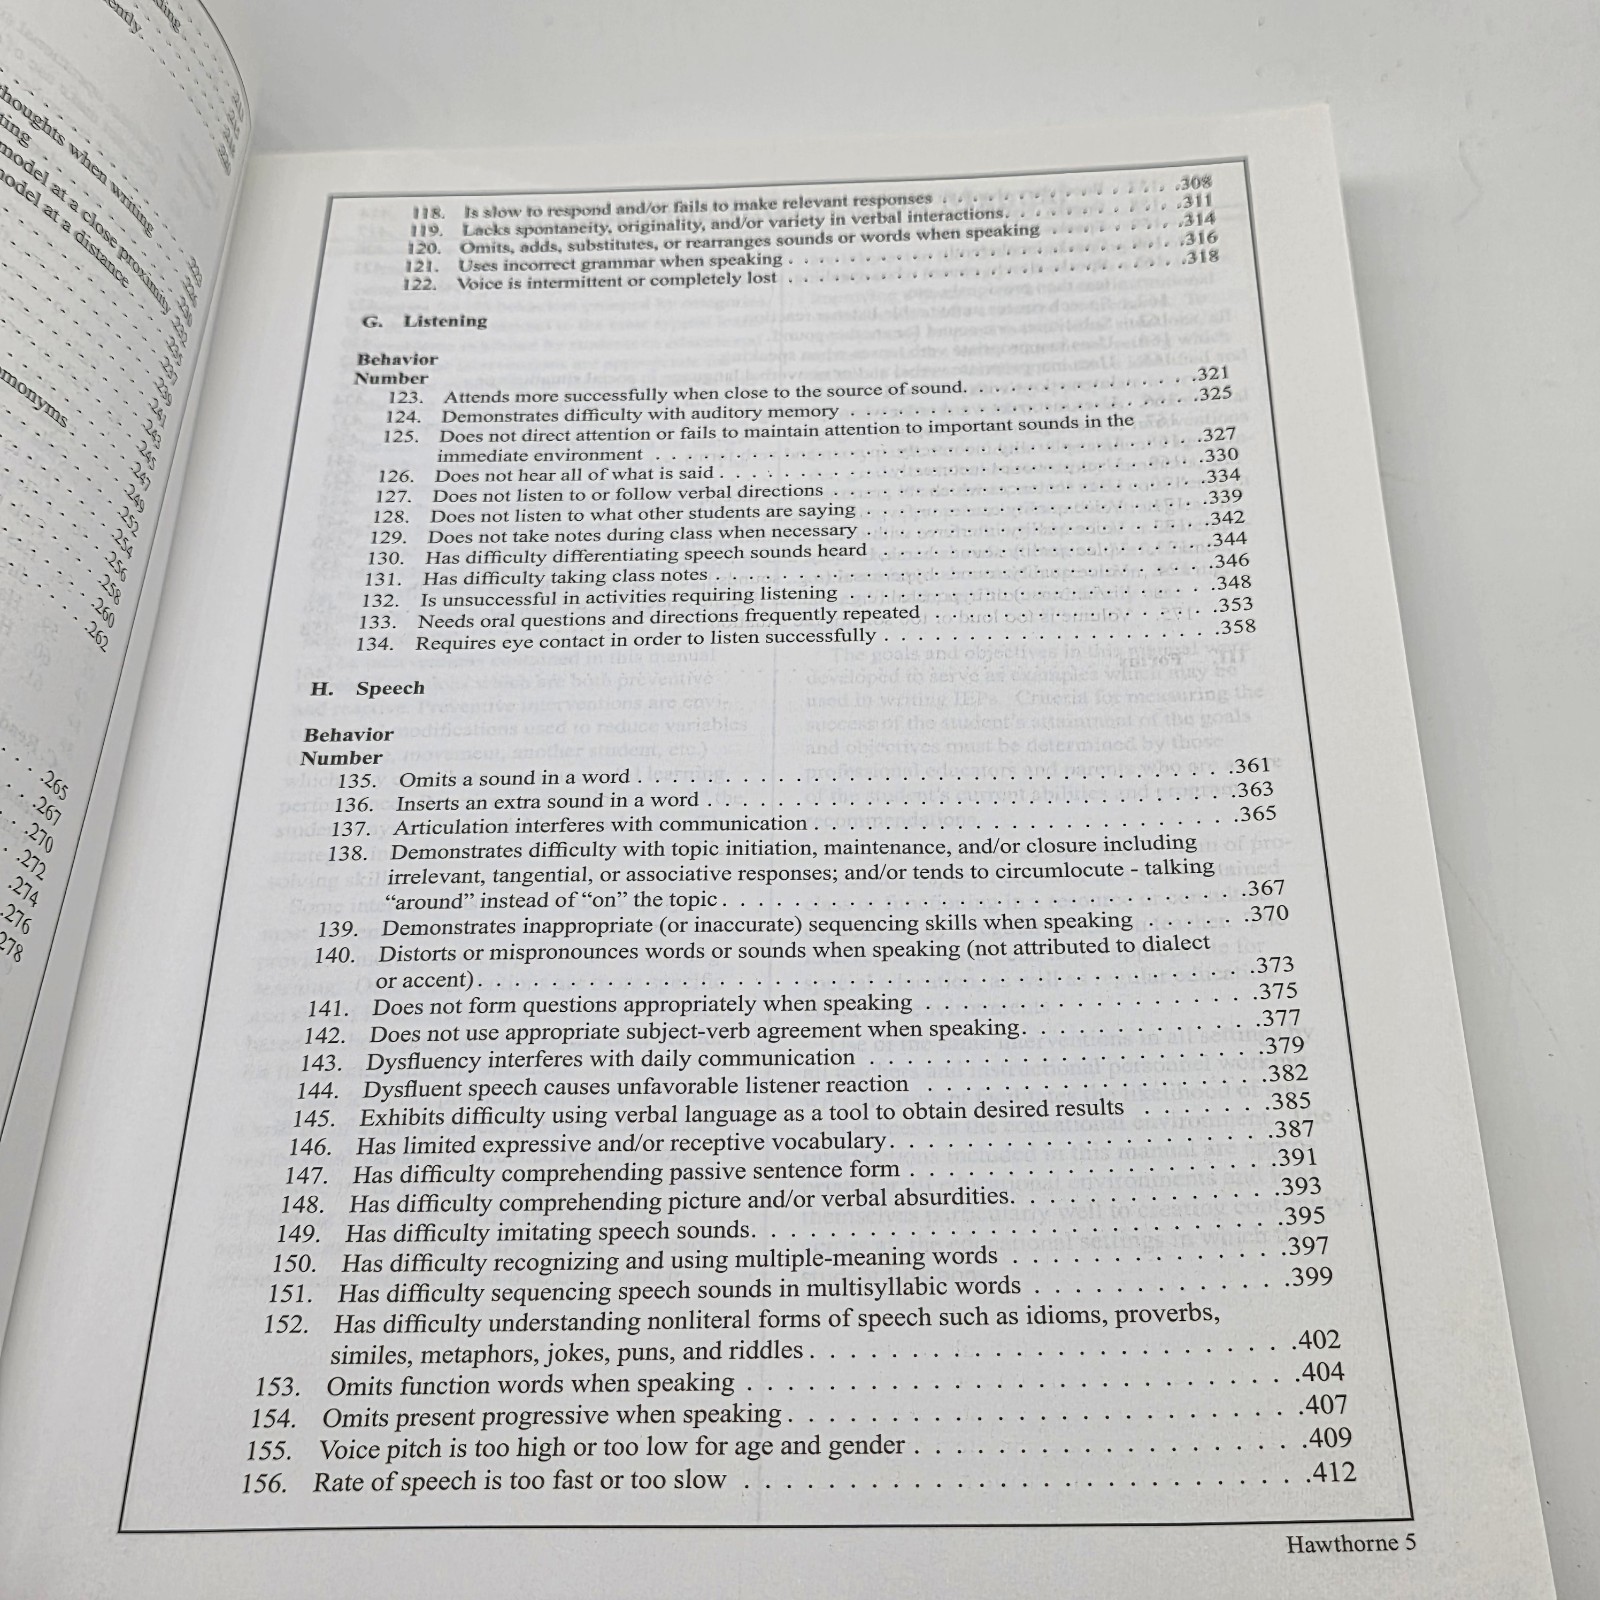 thoughts when writing
model at a close proximity
model at a distance
.258
.260
.262
.265
.267
.270
.272
.274
.276
278
118. Is slow to respond and/or fails to make relevant responses . . . . . . . . . . . . .308
119. Lacks spontaneity, originality, and/or variety in verbal interactions. . . . . . . . . . .311
120. Omits, adds, substitutes, or rearranges sounds or words when speaking . . . . . . . .314
121. Uses incorrect grammar when speaking . . . . . . . . . . . . . . . . . . . . .316
122. Voice is intermittent or completely lost . . . . . . . . . . . . . . . . . . . . .318
G. Listening
Behavior
Number
123. Attends more successfully when close to the source of sound. . . . . . . . . . . . .321
124. Demonstrates difficulty with auditory memory . . . . . . . . . . . . . . . . . .325
125. Does not direct attention or fails to maintain attention to important sounds in the
immediate environment . . . . . . . . . . . . . . . . . . . . . . . . . . .327
126. Does not hear all of what is said . . . . . . . . . . . . . . . . . . . . . . . .330
127. Does not listen to or follow verbal directions . . . . . . . . . . . . . . . . . . .334
128. Does not listen to what other students are saying . . . . . . . . . . . . . . . . .339
129. Does not take notes during class when necessary . . . . . . . . . . . . . . . . .342
130. Has difficulty differentiating speech sounds heard . . . . . . . . . . . . . . . . .344
131. Has difficulty taking class notes . . . . . . . . . . . . . . . . . . . . . . . .346
132. Is unsuccessful in activities requiring listening . . . . . . . . . . . . . . . . . .348
133. Needs oral questions and directions frequently repeated . . . . . . . . . . . . . .353
134. Requires eye contact in order to listen successfully . . . . . . . . . . . . . . . . .358
H. Speech
Behavior
Number
135. Omits a sound in a word . . . . . . . . . . . . . . . . . . . . . . . . . . .361
136. Inserts an extra sound in a word . . . . . . . . . . . . . . . . . . . . . . . .363
137. Articulation interferes with communication . . . . . . . . . . . . . . . . . . . .365
138. Demonstrates difficulty with topic initiation, maintenance, and/or closure including
irrelevant, tangential, or associative responses; and/or tends to circumlocute - talking
“around” instead of “on” the topic . . . . . . . . . . . . . . . . . . . . . . . .367
139. Demonstrates inappropriate (or inaccurate) sequencing skills when speaking . . . . . .370
140. Distorts or mispronounces words or sounds when speaking (not attributed to dialect
or accent) . . . . . . . . . . . . . . . . . . . . . . . . . . . . . . . . .373
141. Does not form questions appropriately when speaking . . . . . . . . . . . . . . .375
142. Does not use appropriate subject-verb agreement when speaking. . . . . . . . . . . .377
143. Dysfluency interferes with daily communication . . . . . . . . . . . . . . . . . .379
144. Dysfluent speech causes unfavorable listener reaction . . . . . . . . . . . . . . .382
145. Exhibits difficulty using verbal language as a tool to obtain desired results . . . . . . .385
146. Has limited expressive and/or receptive vocabulary. . . . . . . . . . . . . . . . . .387
147. Has difficulty comprehending passive sentence form . . . . . . . . . . . . . . . .391
148. Has difficulty comprehending picture and/or verbal absurdities. . . . . . . . . . . . .393
149. Has difficulty imitating speech sounds. . . . . . . . . . . . . . . . . . . . . . .395
150. Has difficulty recognizing and using multiple-meaning words . . . . . . . . . . . .397
151. Has difficulty sequencing speech sounds in multisyllabic words . . . . . . . . . . .399
152. Has difficulty understanding nonliteral forms of speech such as idioms, proverbs,
similes, metaphors, jokes, puns, and riddles . . . . . . . . . . . . . . . . . . . .402
153. Omits function words when speaking . . . . . . . . . . . . . . . . . . . . . . .404
154. Omits present progressive when speaking . . . . . . . . . . . . . . . . . . . . .407
155. Voice pitch is too high or too low for age and gender . . . . . . . . . . . . . . . .409
156. Rate of speech is too fast or too slow . . . . . . . . . . . . . . . . . . . . . . .412
Hawthorne 5